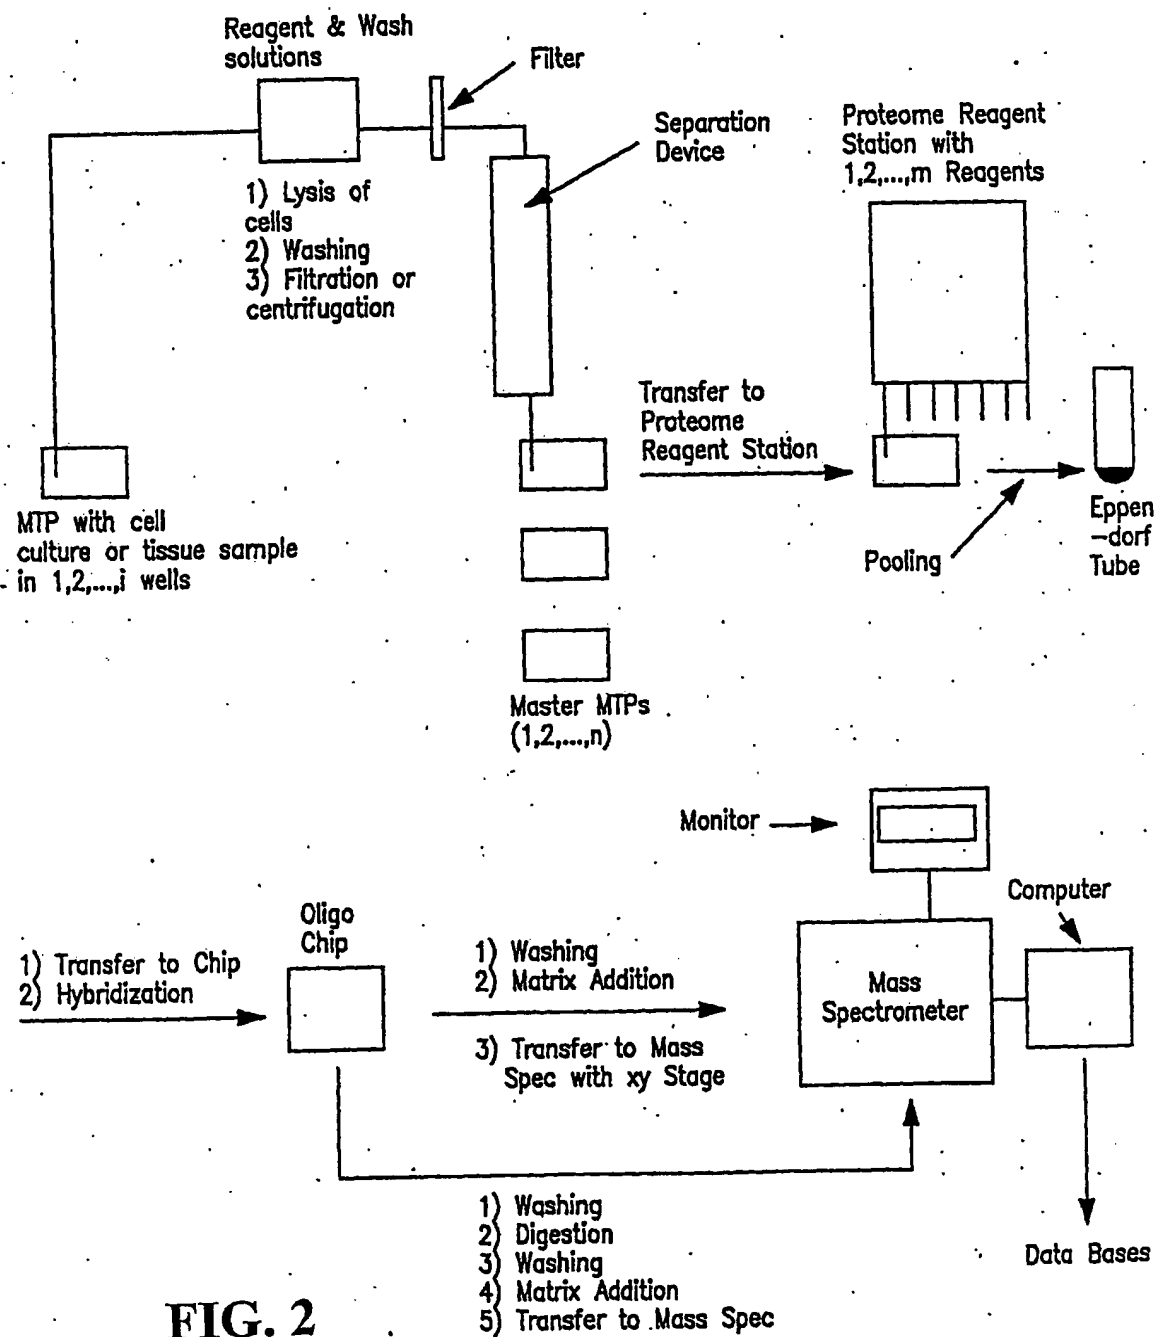 Reagent & Wash
solutions
Filter
Separation
Device
Proteome Reagent
Station with
1,2,...,m Reagents
1) Lysis of
cells
2) Washing
3) Filtration or
centrifugation
Transfer to
Proteome
Reagent Station
MTP with cell
culture or tissue sample
in 1,2,...,i wells
Pooling
Eppen
-dorf
Tube
Master MTPs
(1,2,...,n)
Monitor
Computer
Oligo
Chip
1) Transfer to Chip
2) Hybridization
1) Washing
2) Matrix Addition
3) Transfer to Mass
Spec with xy Stage
Mass
Spectrometer
1) Washing
2) Digestion
3) Washing
4) Matrix Addition
5) Transfer to Mass Spec
Data Bases
FIG. 2